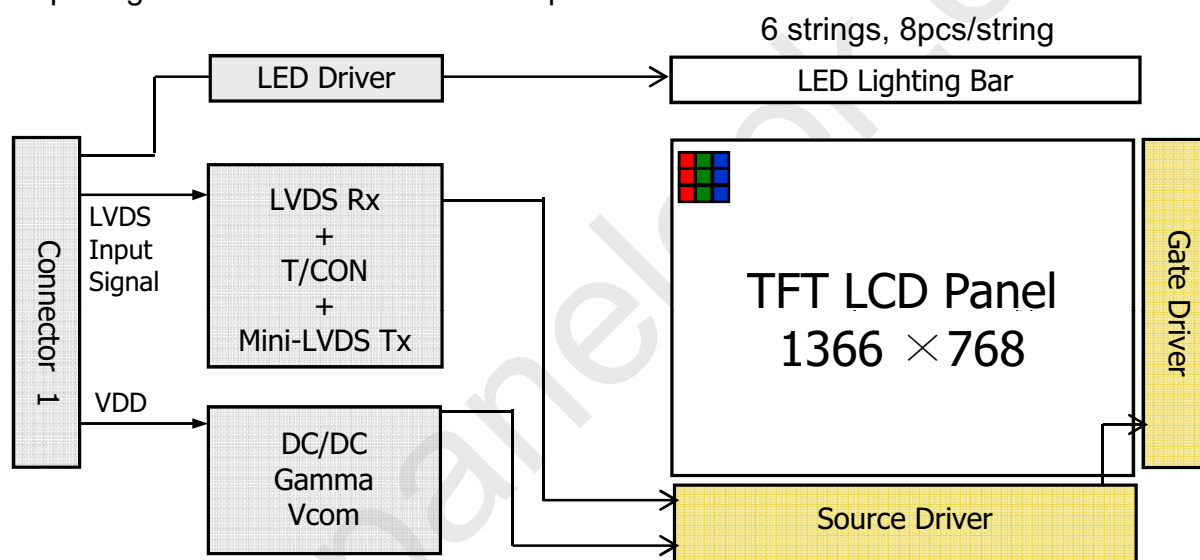 6 strings, 8pcs/string
LED Driver
LED Lighting Bar
Connector 1
LVDS
Input
Signal
LVDS Rx
+
T/CON
+
Mini-LVDS Tx
TFT LCD Panel
1366 ×768
Gate Driver
VDD
DC/DC
Gamma
Vcom
Source Driver